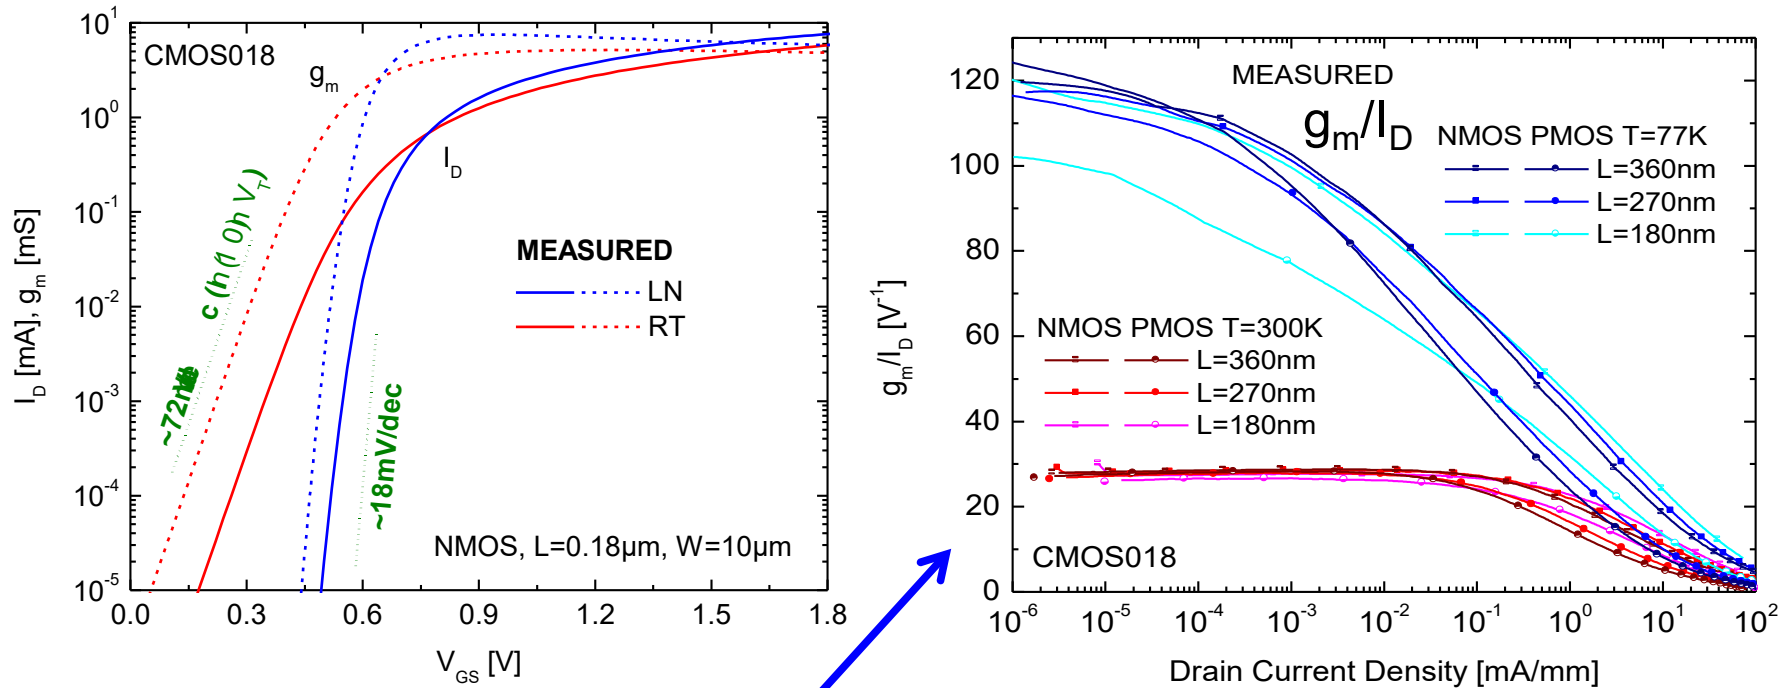 CMOS018
g_m
I_D
MEASURED
LN
RT
~18mV/dec
NMOS, L=0.18µm, W=10µm
I_D [mA], g_m [mS]
10^1
10^0
10^-1
10^-2
10^-3
10^-4
10^-5
0.0 0.3 0.6 0.9 1.2 1.5 1.8
V_GS [V]
MEASURED
g_m/I_D
NMOS PMOS T=77K
L=360nm
L=270nm
L=180nm
NMOS PMOS T=300K
L=360nm
L=270nm
L=180nm
CMOS018
g_m/I_D [V^-1]
120
100
80
60
40
20
0
10^-6 10^-5 10^-4 10^-3 10^-2 10^-1 10^0 10^1 10^2
Drain Current Density [mA/mm]